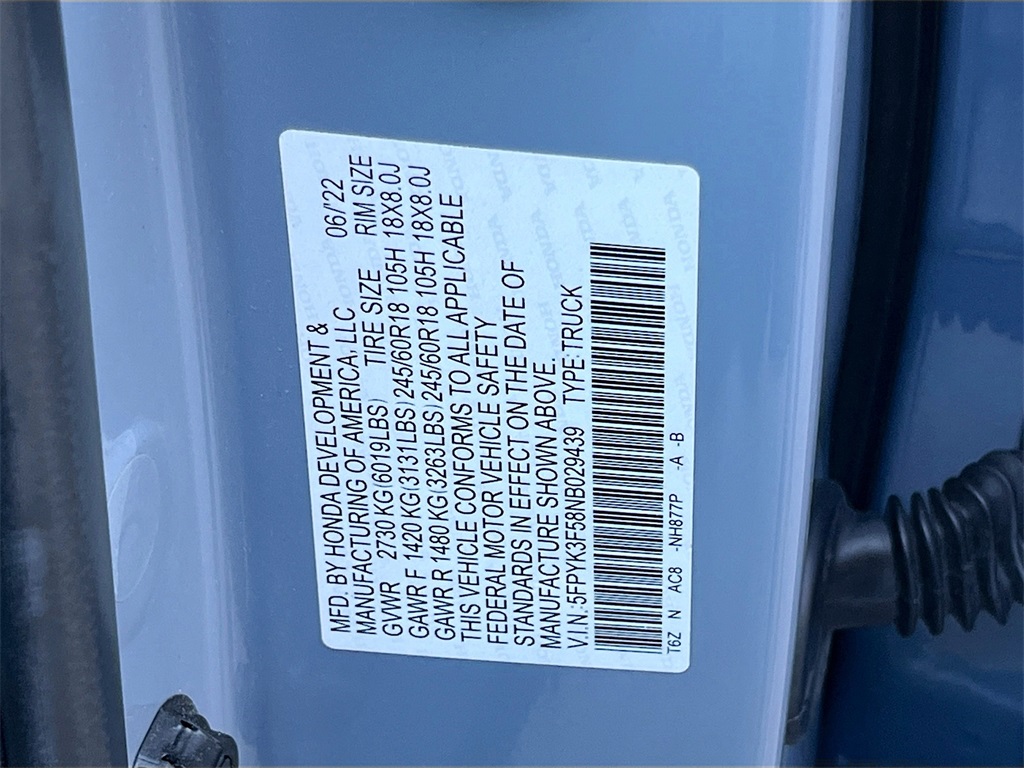 MFD. BY HONDA DEVELOPMENT &
MANUFACTURING OF AMERICA, LLC 06/'22
GVWR 2730 KG(6019LBS) TIRE SIZE RIM SIZE
GAWR F 1420 KG(3131LBS) 245/60R18 105H 18X8.0J
GAWR R 1480 KG(3263LBS) 245/60R18 105H 18X8.0J
THIS VEHICLE CONFORMS TO ALL APPLICABLE
FEDERAL MOTOR VEHICLE SAFETY
STANDARDS IN EFFECT ON THE DATE OF
MANUFACTURE SHOWN ABOVE.
V.I.N.:5FPYK3F58NB029439 TYPE:TRUCK
T6Z N AC8 -NH877P -A -B